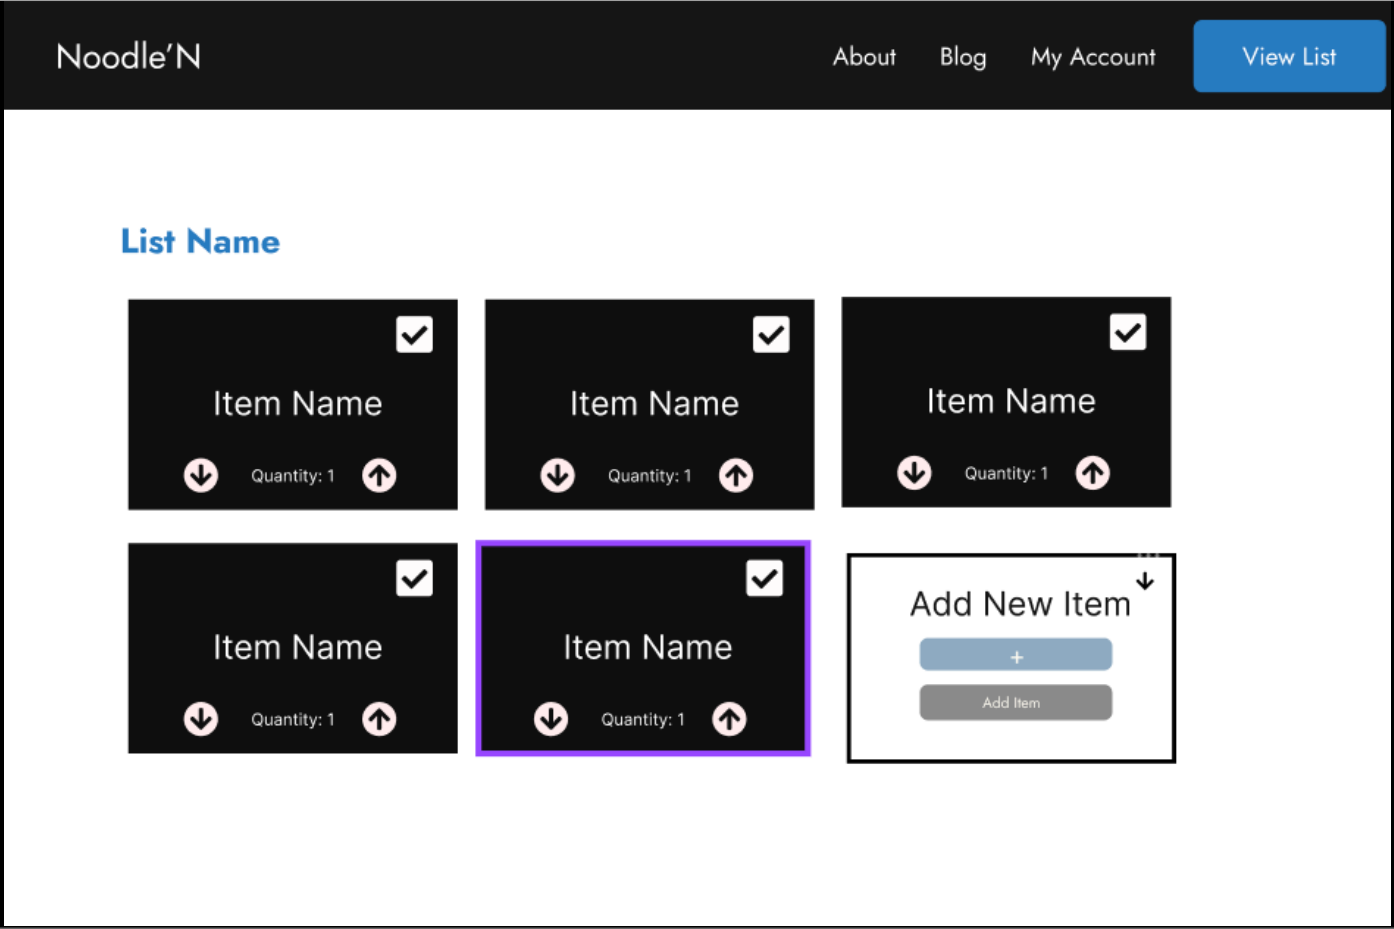 Noodle’N
About
Blog
My Account
View List
List Name
Item Name
Quantity: 1
Item Name
Quantity: 1
Item Name
Quantity: 1
Item Name
Quantity: 1
Item Name
Quantity: 1
Add New Item
+
Add Item